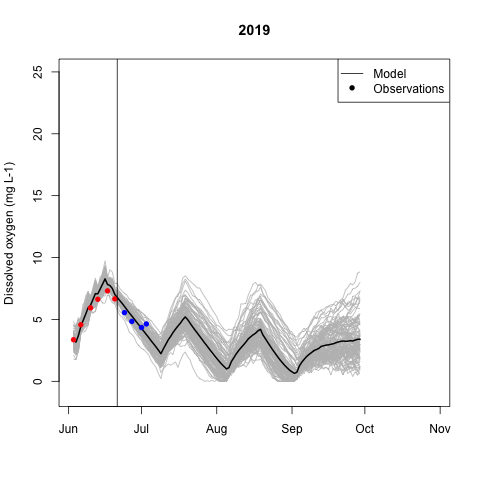 2019
Model
Observations
Dissolved oxygen (mg L-1)
25
20
15
10
5
0
Jun Jul Aug Sep Oct Nov